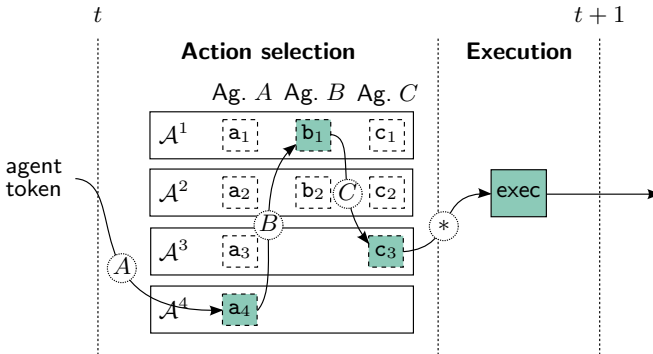 t t + 1
Action selection Execution
Ag. A Ag. B Ag. C
𝒜¹ a₁ b₁ c₁
agent
token
𝒜² a₂ b₂ C c₂ exec
B *
𝒜³ a₃ c₃
A
𝒜⁴ a₄